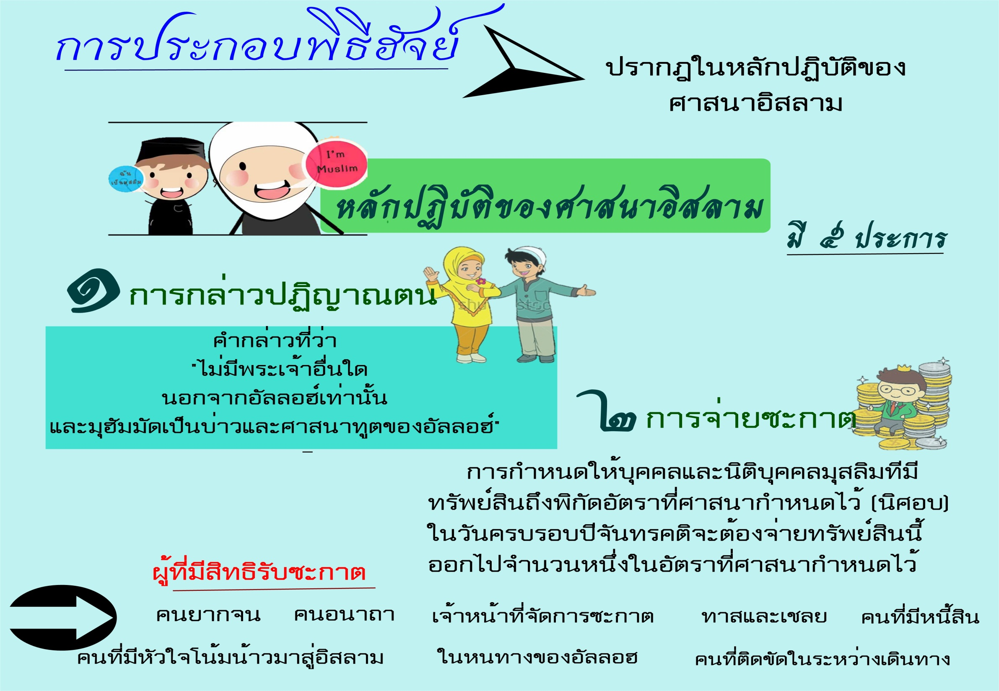 การประกอบพิธีฮัจย์
ปรากฎในหลักปฏิบัติของ
ศาสนาอิสลาม
I'm
Muslim
ฉัน
เป็นมุสลิม
หลักปฏิบัติของศาสนาอิสลาม
มี ๕ ประการ
๑ การกล่าวปฏิญาณตน
คำกล่าวที่ว่า
"ไม่มีพระเจ้าอื่นใด
นอกจากอัลลอฮ์เท่านั้น
และมุฮัมมัดเป็นบ่าวและศาสนาทูตของอัลลอฮ์"
๒ การจ่ายซะกาต
การกำหนดให้บุคคลและนิติบุคคลมุสลิมทีมี
ทรัพย์สินถึงพิกัดอัตราที่ศาสนากำหนดไว้ (นิศอบ)
ในวันครบรอบปีจันทรคติจะต้องจ่ายทรัพย์สินนี้
ออกไปจำนวนหนึ่งในอัตราที่ศาสนากำหนดไว้
ผู้ที่มีสิทธิรับซะกาต
คนยากจน คนอนาถา เจ้าหน้าที่จัดการซะกาต ทาสและเชลย คนที่มีหนี้สิน
คนที่มีหัวใจโน้มน้าวมาสู่อิสลาม ในหนทางของอัลลอฮ คนที่ติดขัดในระหว่างเดินทาง